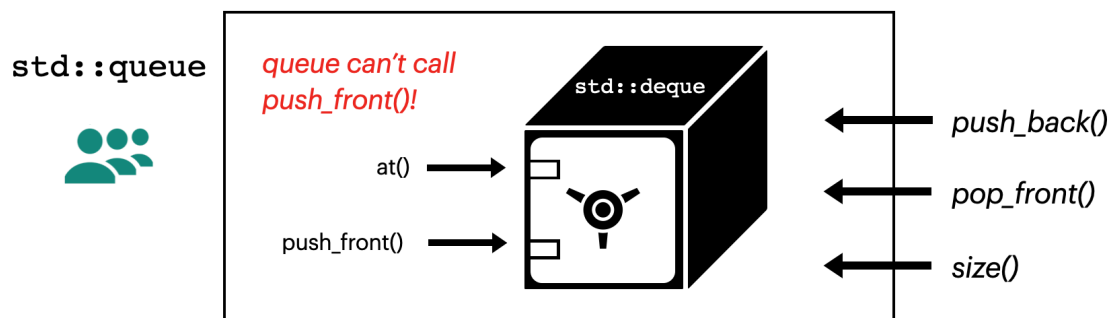 std::queue
queue can't call
push_front()!
std::deque
at()
push_front()
push_back()
pop_front()
size()